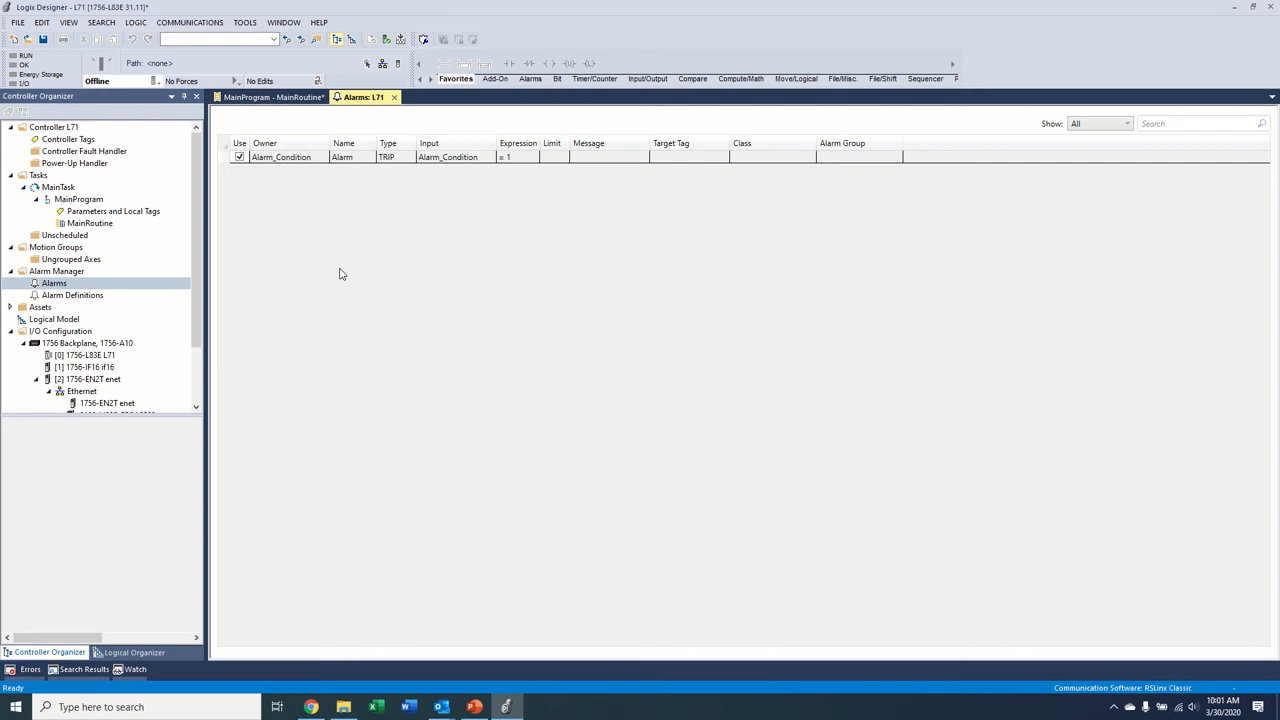 Logix Designer - L71 [1756-L83E 31.11]*
FILE EDIT VIEW SEARCH LOGIC COMMUNICATIONS TOOLS WINDOW HELP
RUN
OK
Energy Storage
I/O
Path: <none>
Offline No Forces No Edits
Favorites Add-On Alarms Bit Timer/Counter Input/Output Compare Compute/Math Move/Logical File/Misc. File/Shift Sequencer
Controller Organizer
MainProgram - MainRoutine* Alarms: L71
Show: All Search
Use Owner Name Type Input Expression Limit Message Target Tag Class Alarm Group
Alarm_Condition Alarm TRIP Alarm_Condition = 1
Controller L71
Controller Tags
Controller Fault Handler
Power-Up Handler
Tasks
MainTask
MainProgram
Parameters and Local Tags
MainRoutine
Unscheduled
Motion Groups
Ungrouped Axes
Alarm Manager
Alarms
Alarm Definitions
Assets
Logical Model
I/O Configuration
1756 Backplane, 1756-A10
[0] 1756-L83E L71
[1] 1756-IF16 if16
[2] 1756-EN2T enet
Ethernet
1756-EN2T enet
Controller Organizer Logical Organizer
Errors Search Results Watch
Ready Communication Software: RSLinx Classic
Type here to search
10:01 AM
3/30/2020